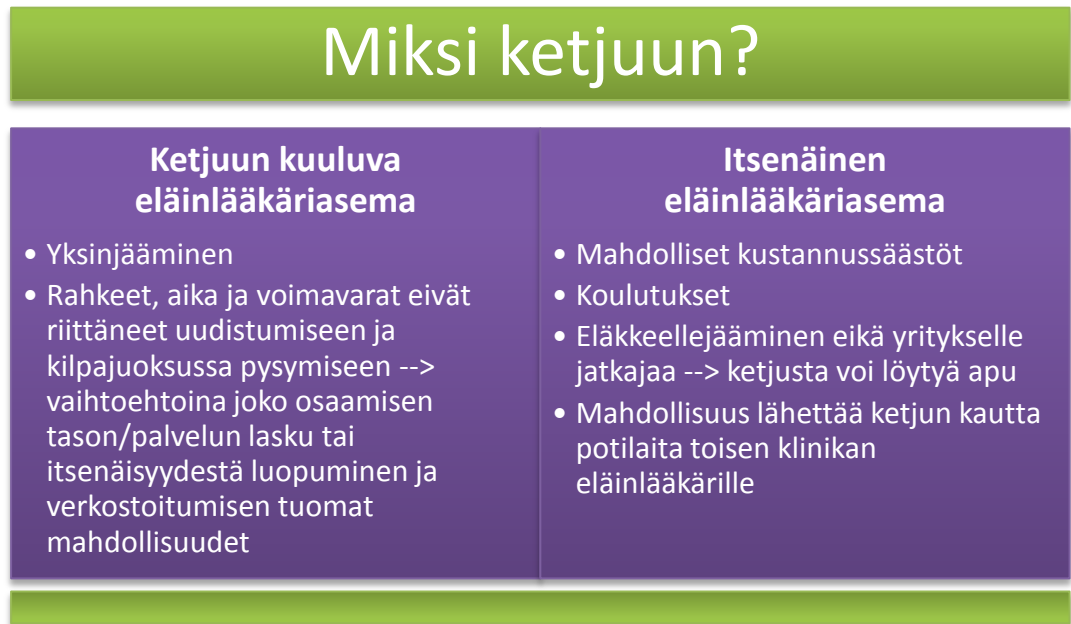 Miksi ketjuun?
Ketjuun kuuluva
eläinlääkäriasema
• Yksinjääminen
• Rahkeet, aika ja voimavarat eivät
riittäneet uudistumiseen ja
kilpajuoksussa pysymiseen -->
vaihtoehtoina joko osaamisen
tason/palvelun lasku tai
itsenäisyydestä luopuminen ja
verkostoitumisen tuomat
mahdollisuudet
Itsenäinen
eläinlääkäriasema
• Mahdolliset kustannussäästöt
• Koulutukset
• Eläkkeellejääminen eikä yritykselle
jatkajaa --> ketjusta voi löytyä apu
• Mahdollisuus lähettää ketjun kautta
potilaita toisen klinikan
eläinlääkärille